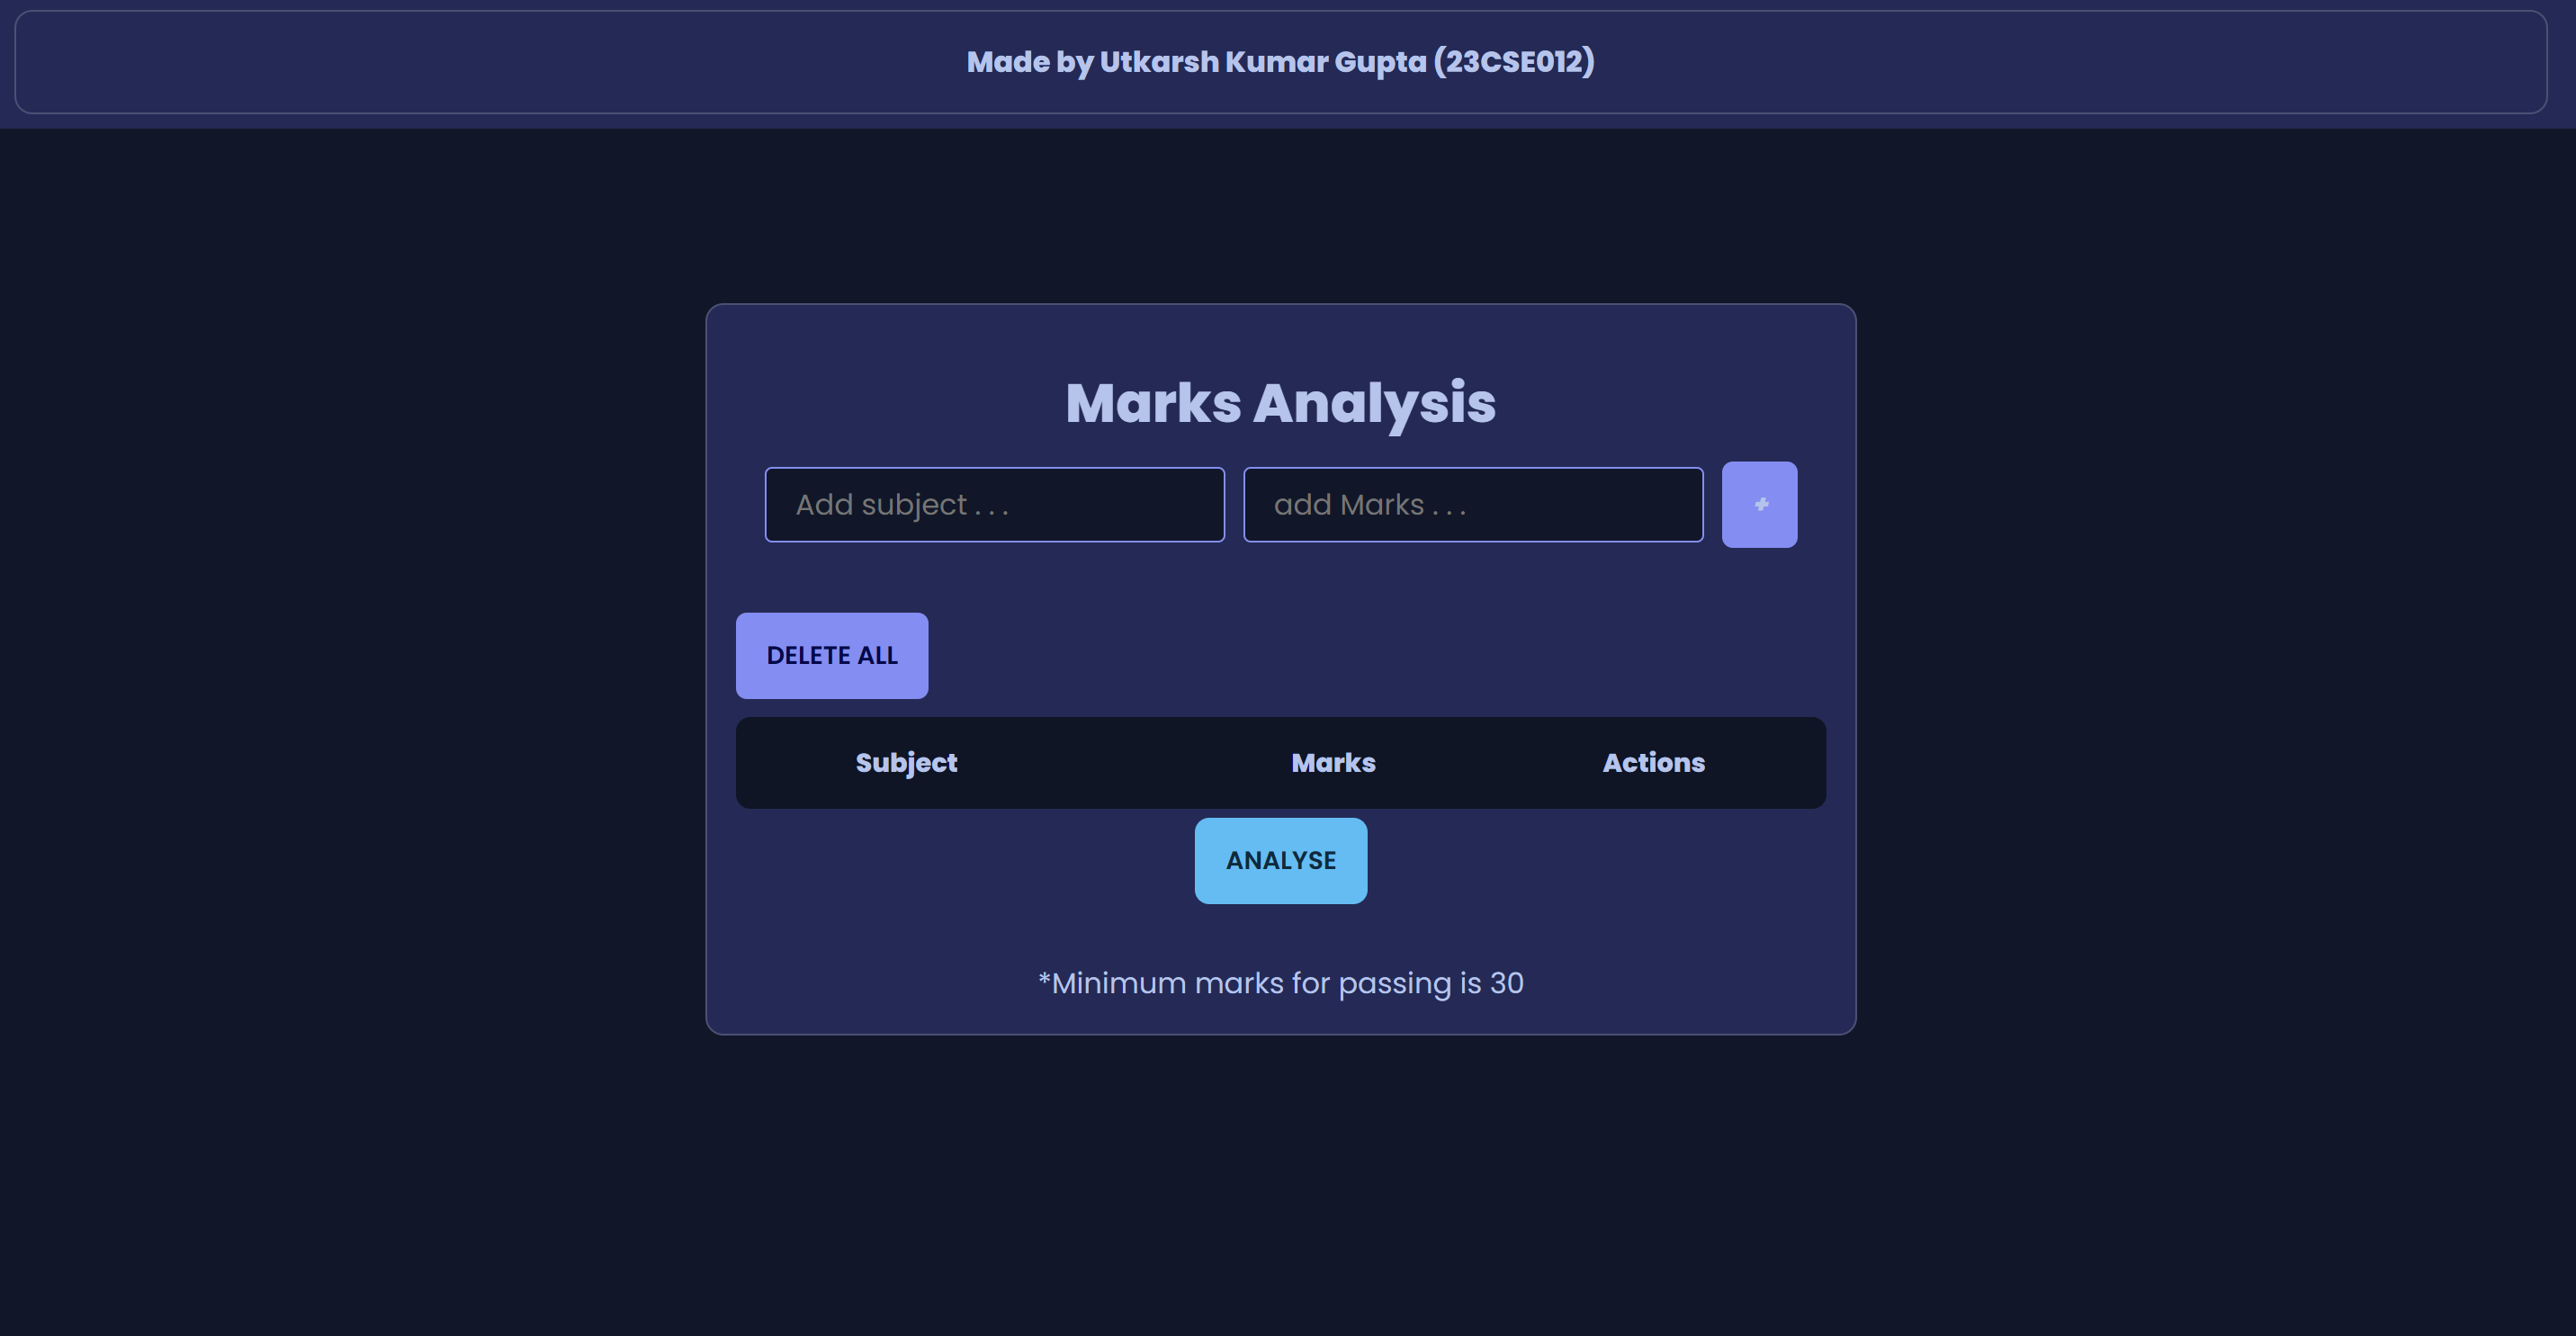 Made by Utkarsh Kumar Gupta (23CSE012)
Marks Analysis
Add subject . . .
add Marks . . .
+
DELETE ALL
Subject Marks Actions
ANALYSE
*Minimum marks for passing is 30